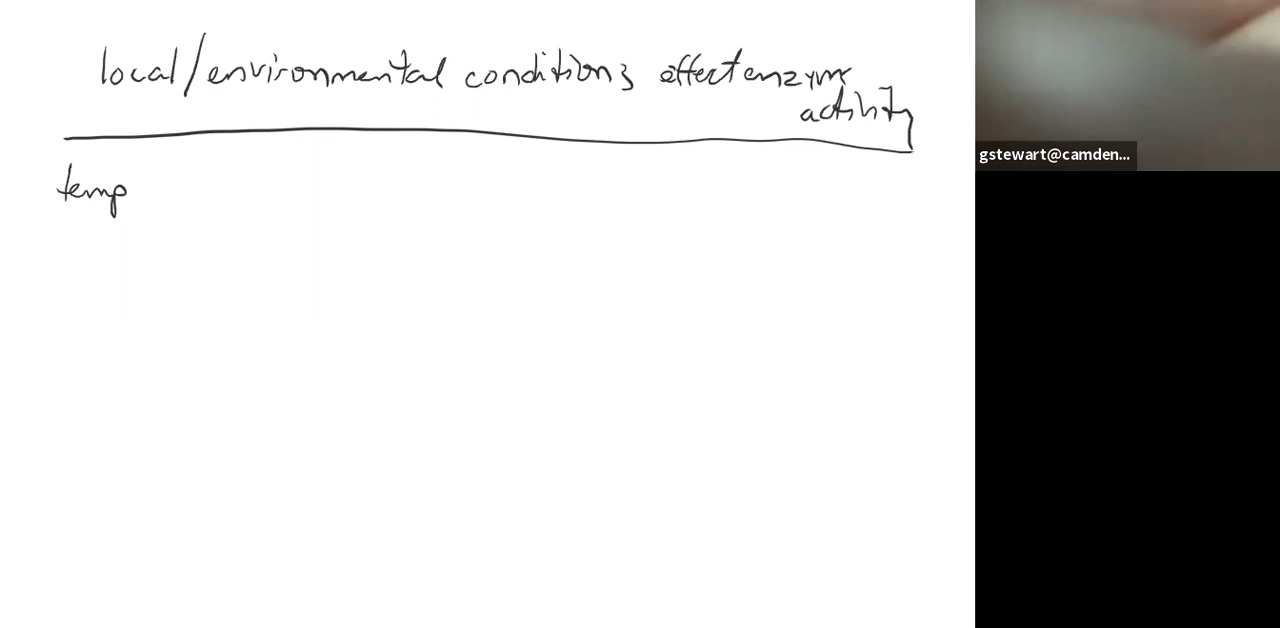 local/environmental conditions effect enzyme
activity
temp
gstewart@camden...